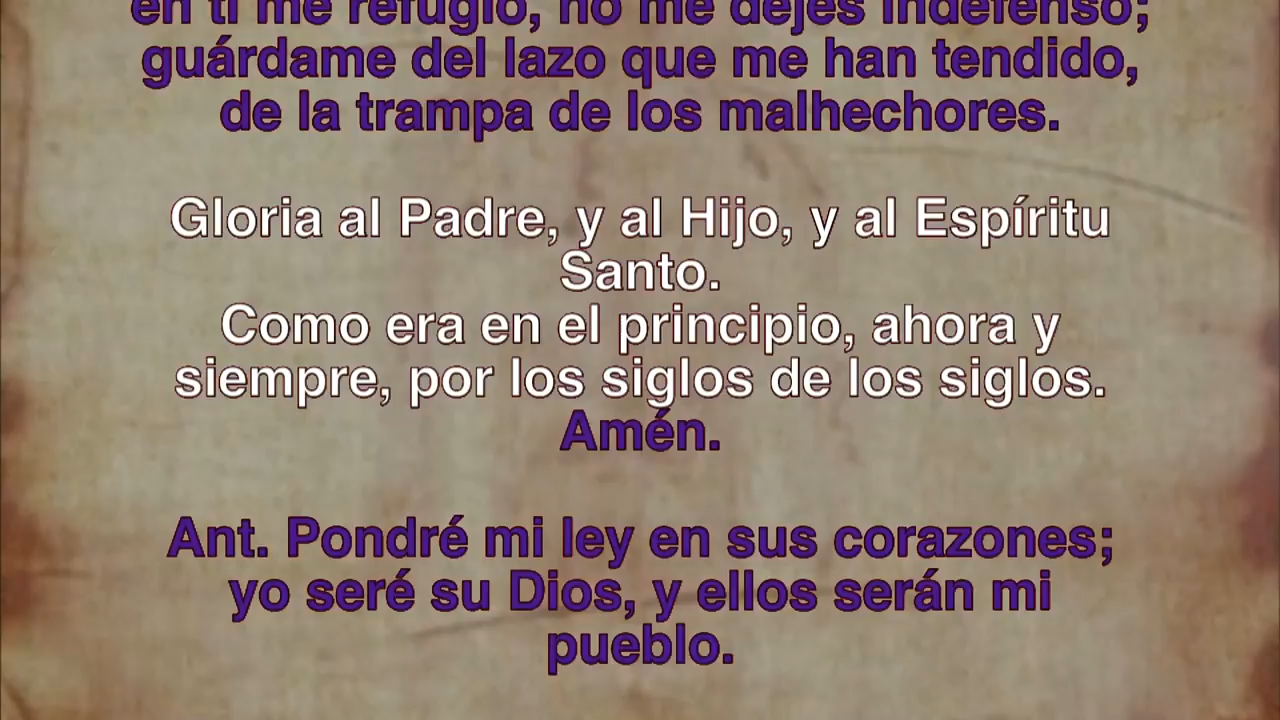 en ti me refugio, no me dejes indefenso;
guárdame del lazo que me han tendido,
de la trampa de los malhechores.
Gloria al Padre, y al Hijo, y al Espíritu
Santo.
Como era en el principio, ahora y
siempre, por los siglos de los siglos.
Amén.
Ant. Pondré mi ley en sus corazones;
yo seré su Dios, y ellos serán mi
pueblo.